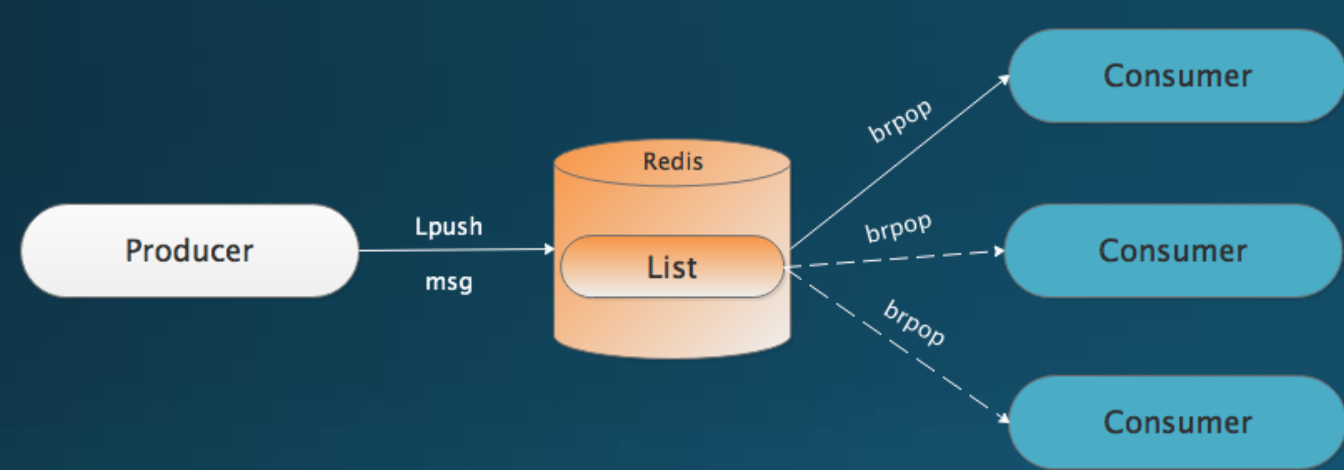 Producer
Lpush
msg
Redis
List
brpop
brpop
brpop
Consumer
Consumer
Consumer